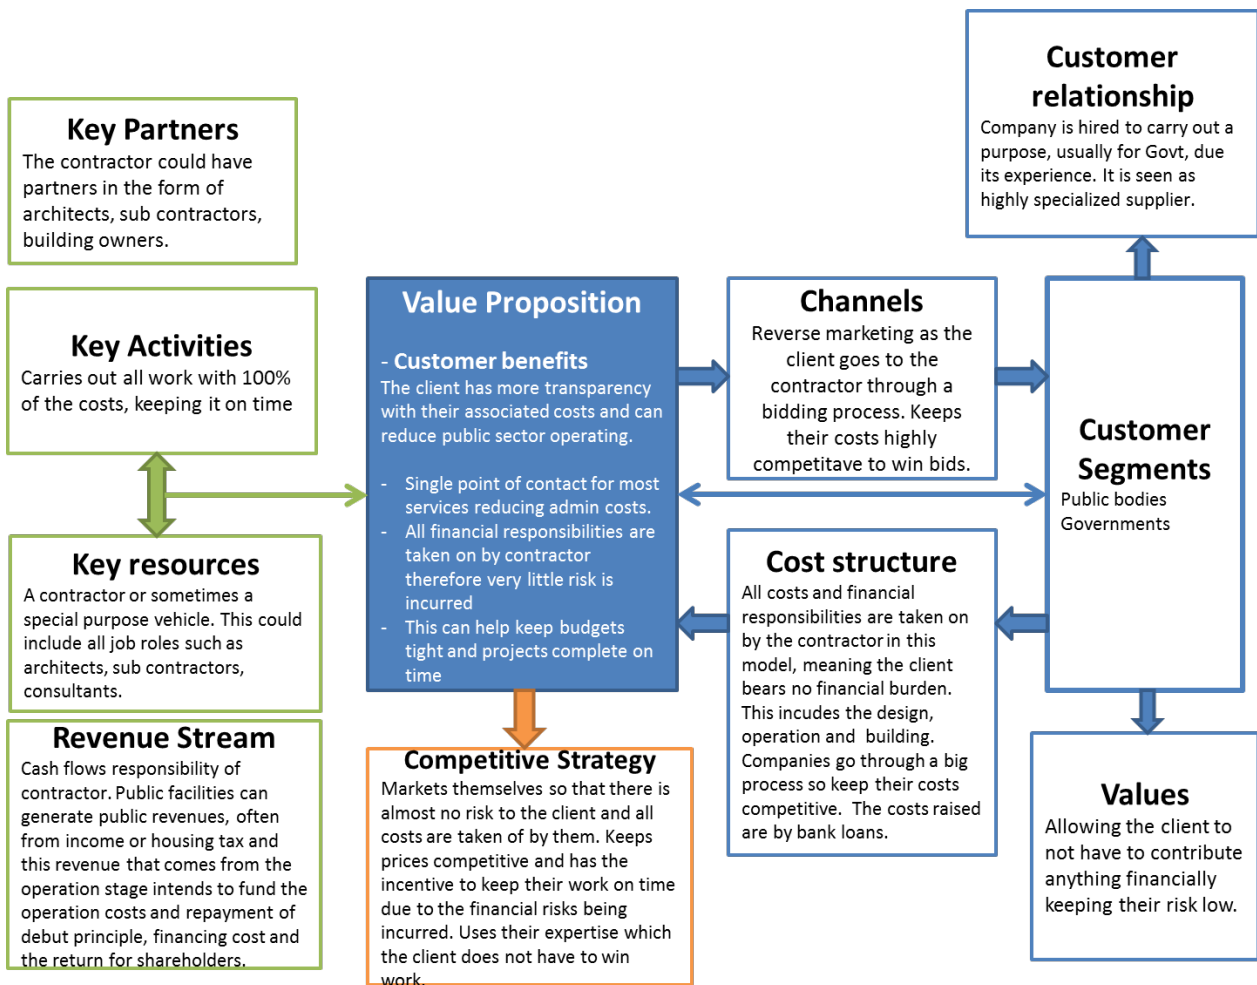 Key Partners
The contractor could have
partners in the form of
architects, sub contractors,
building owners.
Key Activities
Carries out all work with 100%
of the costs, keeping it on time
Key resources
A contractor or sometimes a
special purpose vehicle. This could
include all job roles such as
architects, sub contractors,
consultants.
Revenue Stream
Cash flows responsibility of
contractor. Public facilities can
generate public revenues, often
from income or housing tax and
this revenue that comes from the
operation stage intends to fund the
operation costs and repayment of
debut principle, financing cost and
the return for shareholders.
Value Proposition
- Customer benefits
The client has more transparency
with their associated costs and can
reduce public sector operating.
- Single point of contact for most
services reducing admin costs.
- All financial responsibilities are
taken on by contractor
therefore very little risk is
incurred
- This can help keep budgets
tight and projects complete on
time
Competitive Strategy
Markets themselves so that there is
almost no risk to the client and all
costs are taken of by them. Keeps
prices competitive and has the
incentive to keep their work on time
due to the financial risks being
incurred. Uses their expertise which
the client does not have to win
work.
Channels
Reverse marketing as the
client goes to the
contractor through a
bidding process. Keeps
their costs highly
competitave to win bids.
Cost structure
All costs and financial
responsibilities are taken on
by the contractor in this
model, meaning the client
bears no financial burden.
This incudes the design,
operation and building.
Companies go through a big
process so keep their costs
competitive. The costs raised
are by bank loans.
Customer
relationship
Company is hired to carry out a
purpose, usually for Govt, due
its experience. It is seen as
highly specialized supplier.
Customer
Segments
Public bodies
Governments
Values
Allowing the client to
not have to contribute
anything financially
keeping their risk low.